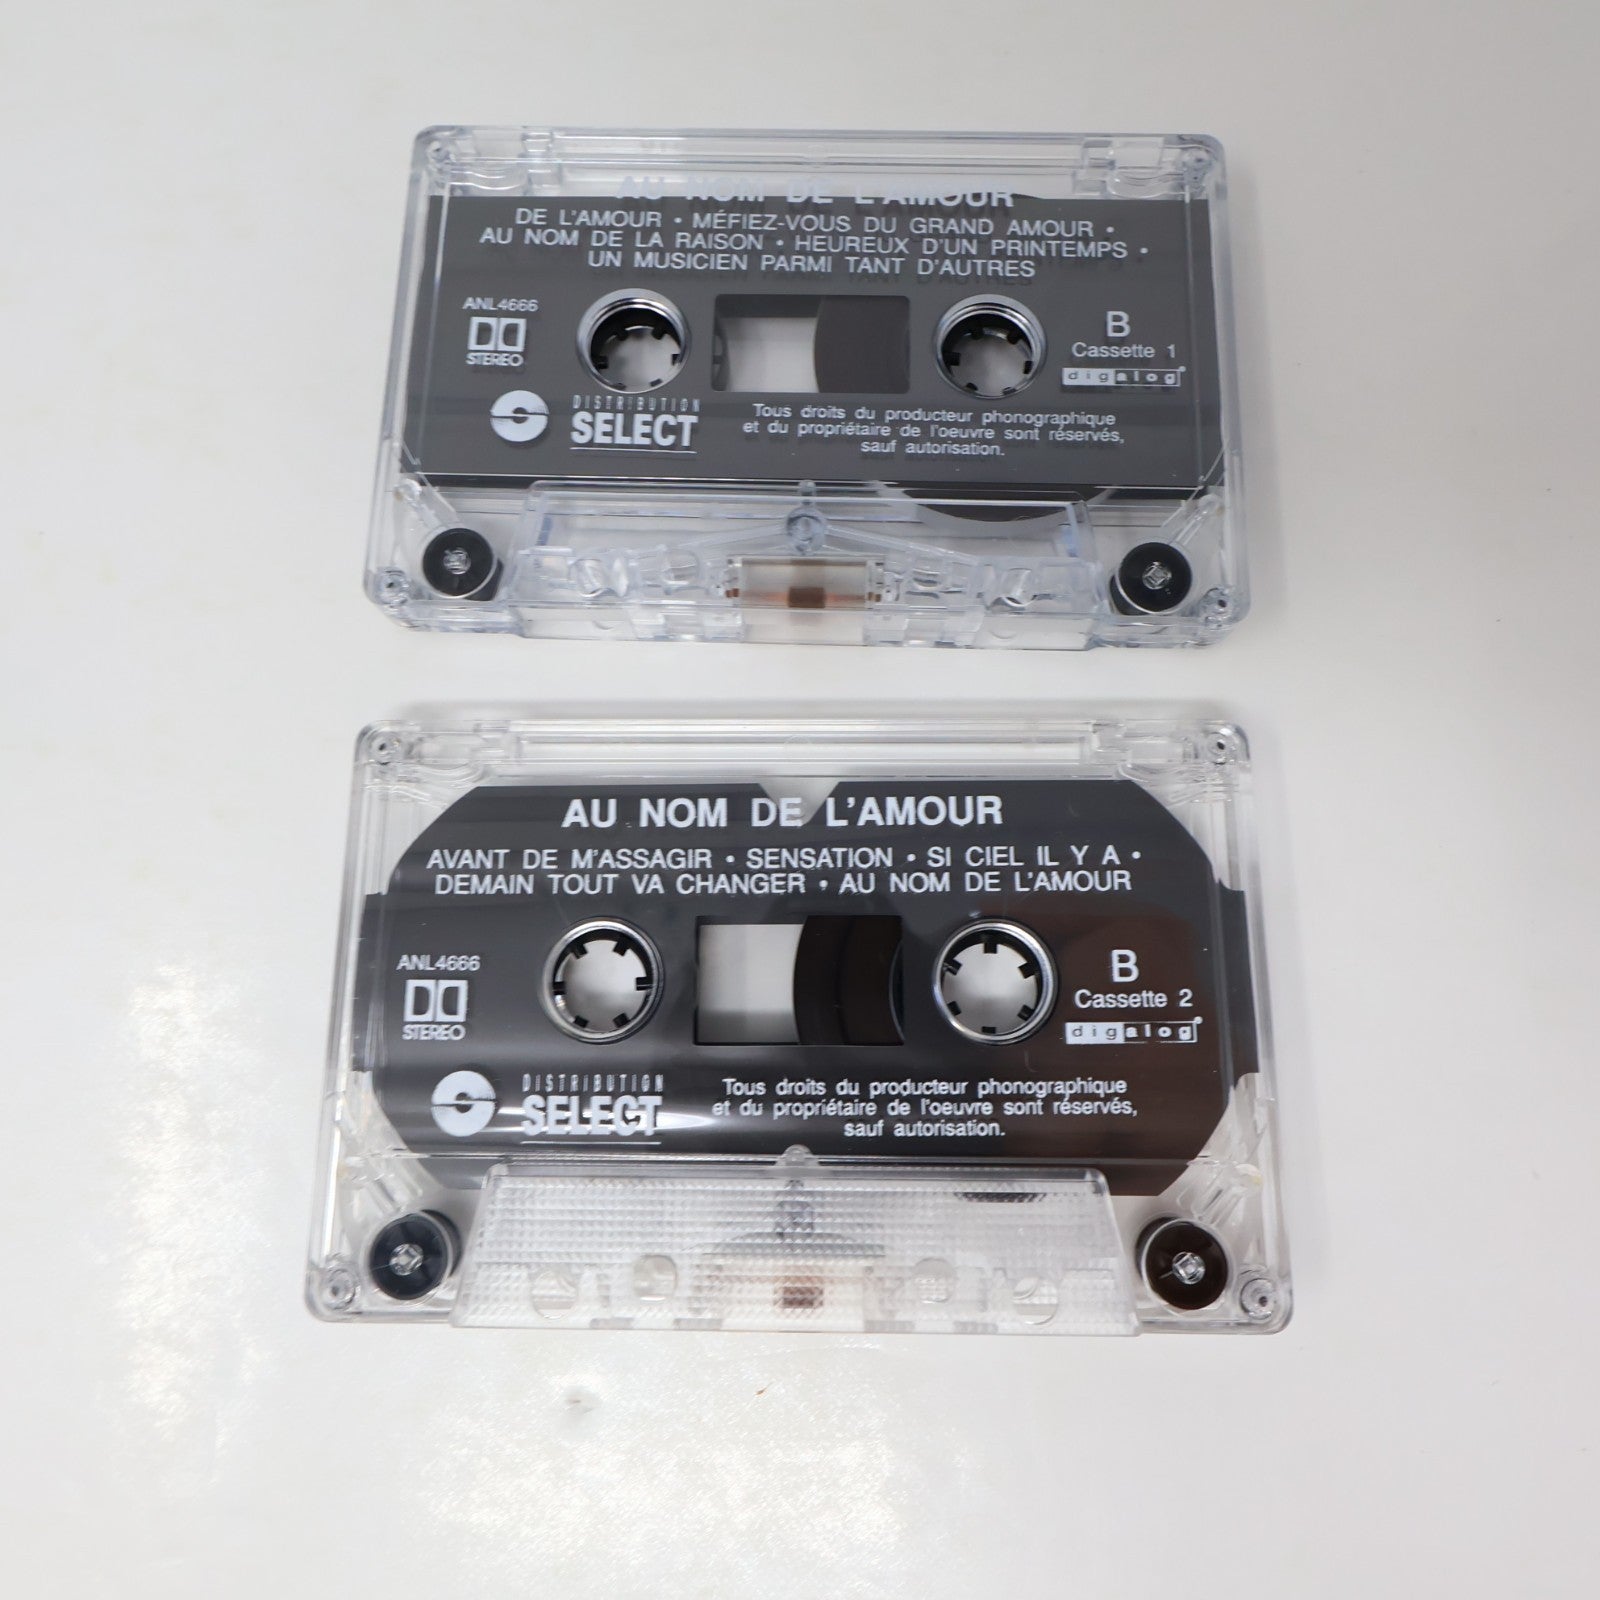 AU NOM DE L'AMOUR
DE L'AMOUR • MÉFIEZ-VOUS DU GRAND AMOUR •
AU NOM DE LA RAISON • HEUREUX D'UN PRINTEMPS •
UN MUSICIEN PARMI TANT D'AUTRES
ANL4666
STEREO
B
Cassette 1
digalog
DISTRIBUTION
SELECT
Tous droits du producteur phonographique
et du propriétaire de l'oeuvre sont réservés,
sauf autorisation.
AU NOM DE L'AMOUR
AVANT DE M'ASSAGIR • SENSATION • SI CIEL IL Y A •
DEMAIN TOUT VA CHANGER • AU NOM DE L'AMOUR
ANL4666
STEREO
B
Cassette 2
digalog
DISTRIBUTION
SELECT
Tous droits du producteur phonographique
et du propriétaire de l'oeuvre sont réservés,
sauf autorisation.